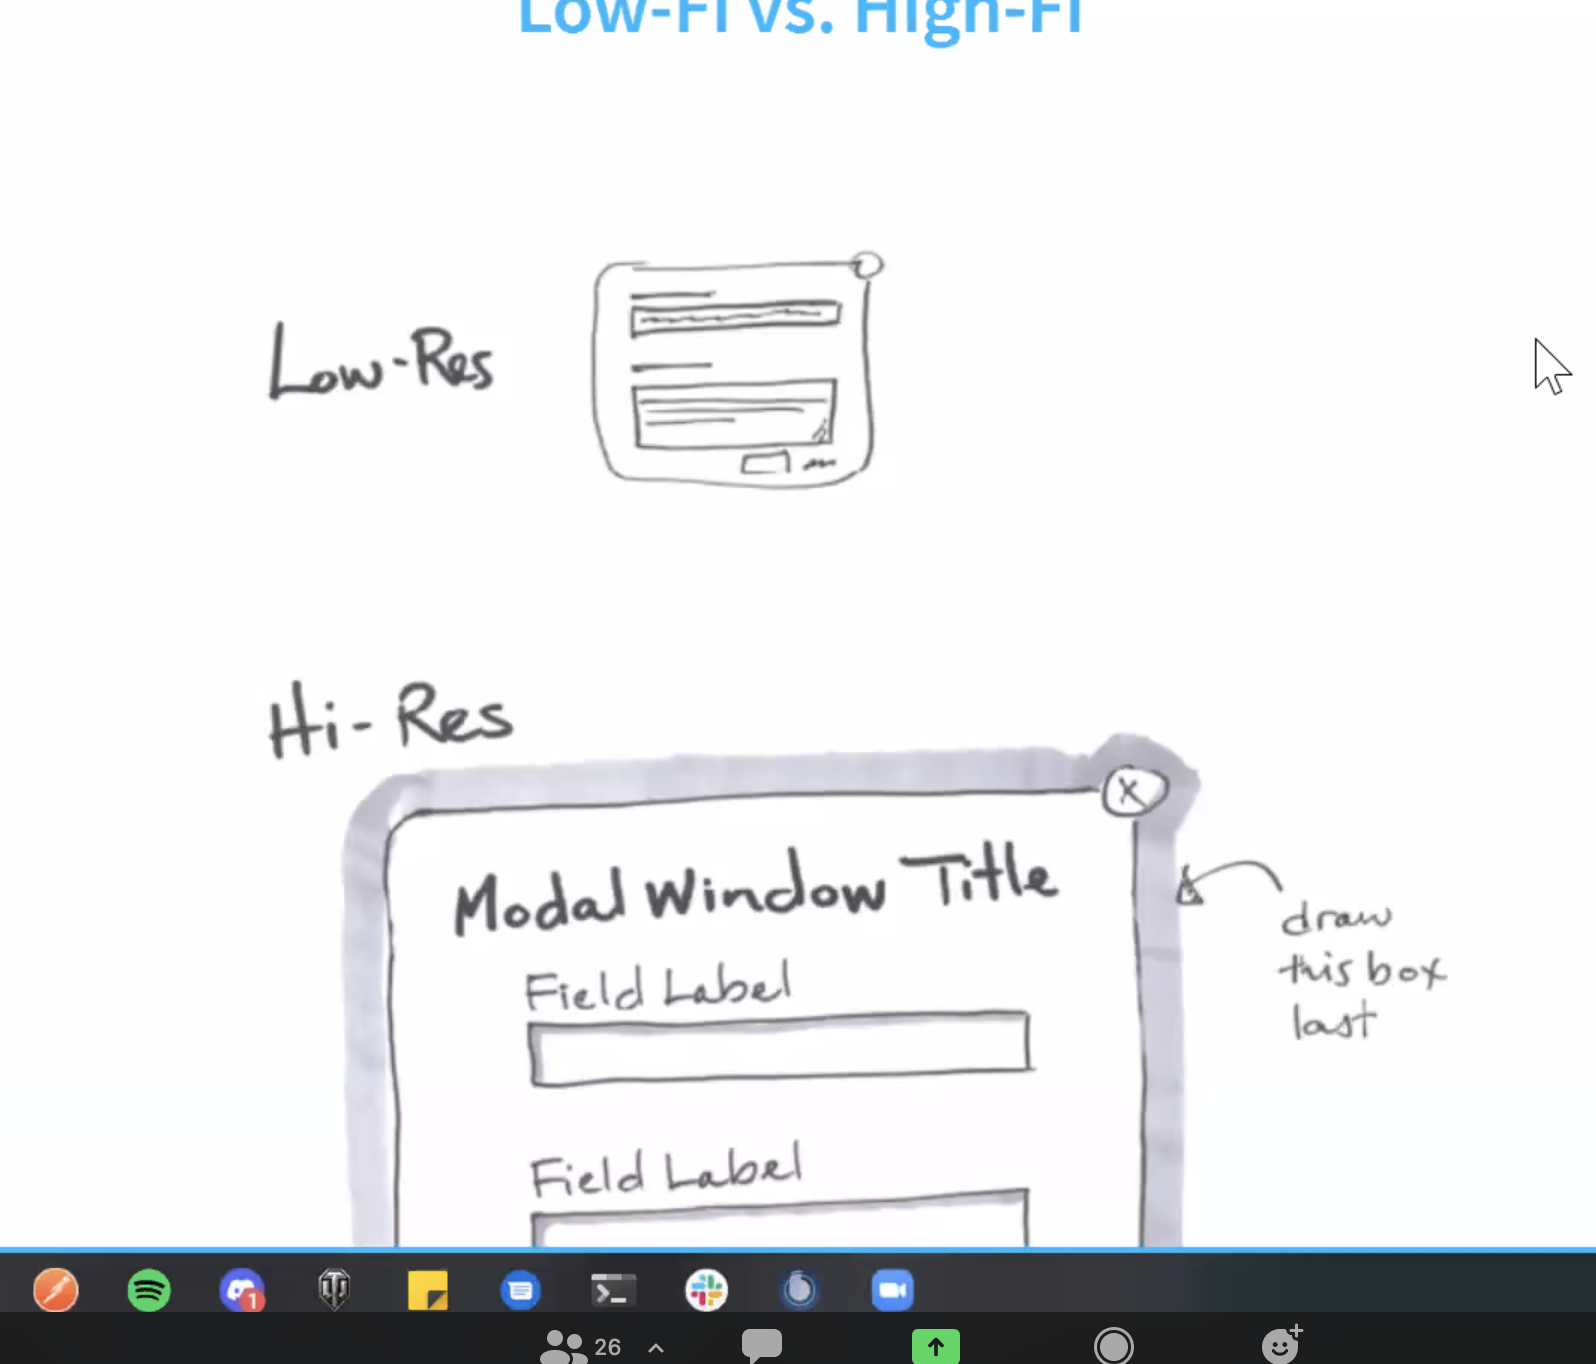 Low-Fi vs. High-Fi
Low-Res
Hi-Res
X
Modal Window Title
Field Label
draw
this box
last
Field Label
1
26